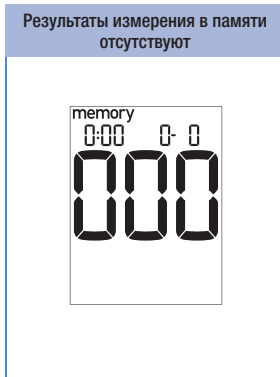 Результаты измерения в памяти
отсутствуют
memory
0:00 0- 0
000